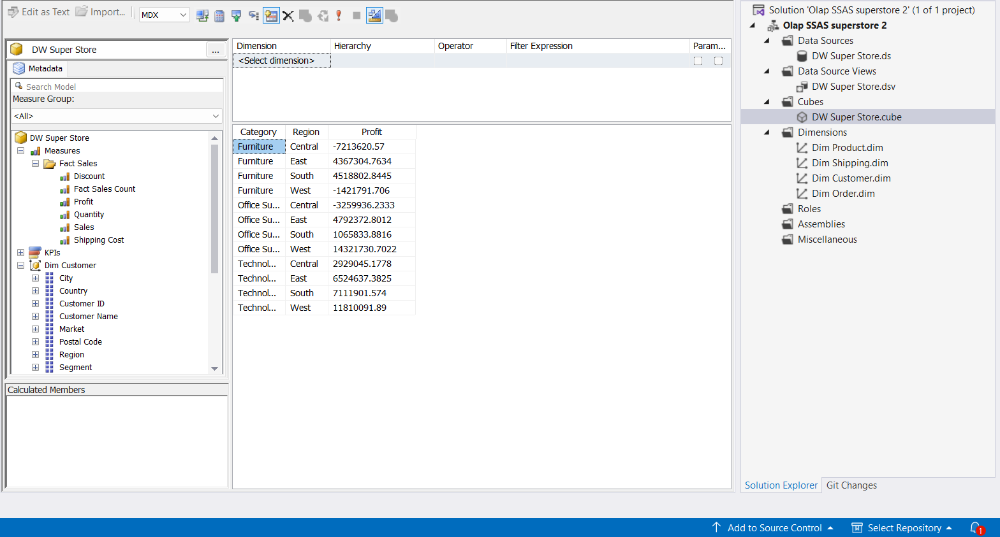 Edit as Text Import... MDX
DW Super Store ...
Metadata
Search Model
Measure Group:
<All>
DW Super Store
Measures
Fact Sales
Discount
Fact Sales Count
Profit
Quantity
Sales
Shipping Cost
KPIs
Dim Customer
City
Country
Customer ID
Customer Name
Market
Postal Code
Region
Segment
Calculated Members
Dimension Hierarchy Operator Filter Expression Param...
<Select dimension>
Category Region Profit
Furniture Central -7213620.57
Furniture East 4367304.7634
Furniture South 4518802.8445
Furniture West -1421791.706
Office Su... Central -3259936.2333
Office Su... East 4792372.8012
Office Su... South 1065833.8816
Office Su... West 14321730.7022
Technol... Central 2929045.1778
Technol... East 6524637.3825
Technol... South 7111901.574
Technol... West 11810091.89
Solution 'Olap SSAS superstore 2' (1 of 1 project)
Olap SSAS superstore 2
Data Sources
DW Super Store.ds
Data Source Views
DW Super Store.dsv
Cubes
DW Super Store.cube
Dimensions
Dim Product.dim
Dim Shipping.dim
Dim Customer.dim
Dim Order.dim
Roles
Assemblies
Miscellaneous
Solution Explorer Git Changes
Add to Source Control Select Repository 1